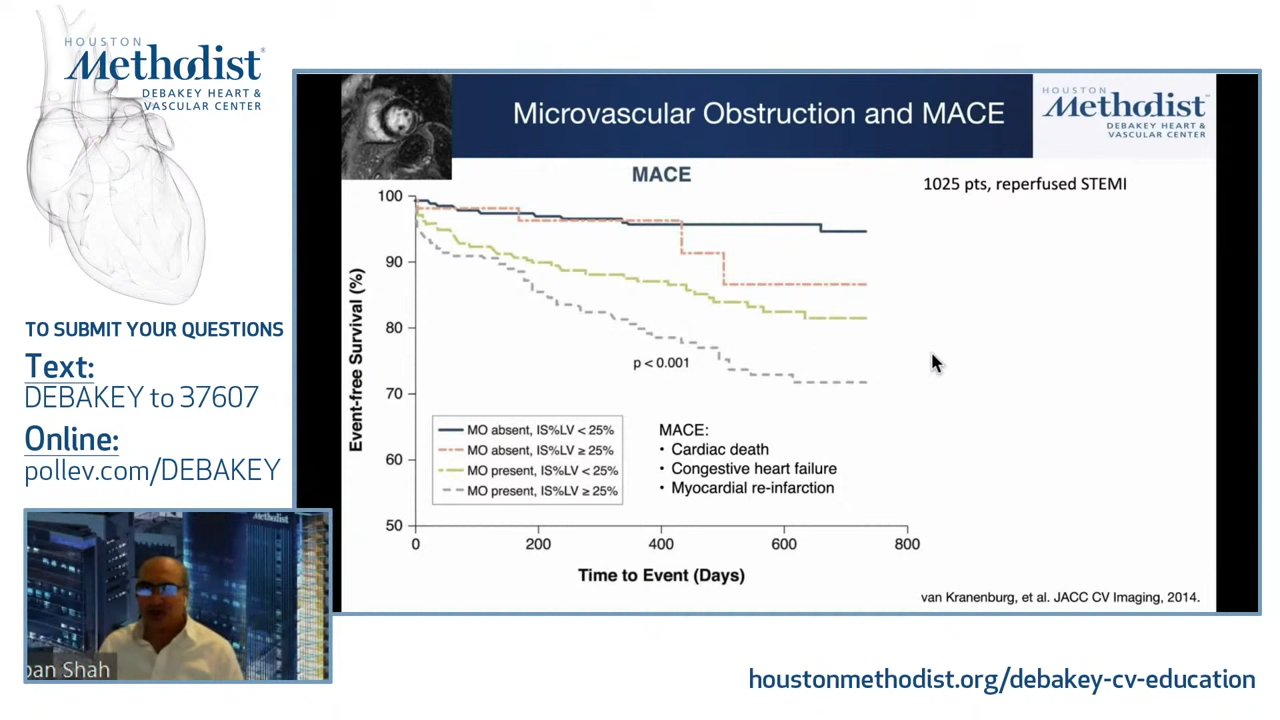 HOUSTON
Methodist
DEBAKEY HEART &
VASCULAR CENTER
TO SUBMIT YOUR QUESTIONS
Text:
DEBAKEY to 37607
Online:
pollev.com/DEBAKEY
Methodist
pan Shah
Microvascular Obstruction and MACE
HOUSTON
Methodist
DEBAKEY HEART &
VASCULAR CENTER
MACE
1025 pts, reperfused STEMI
Event-free Survival (%)
100
90
80
70
60
50
p < 0.001
MO absent, IS%LV < 25%
MO absent, IS%LV ≥ 25%
MO present, IS%LV < 25%
MO present, IS%LV ≥ 25%
MACE:
• Cardiac death
• Congestive heart failure
• Myocardial re-infarction
0 200 400 600 800
Time to Event (Days)
van Kranenburg, et al. JACC CV Imaging, 2014.
houstonmethodist.org/debakey-cv-education